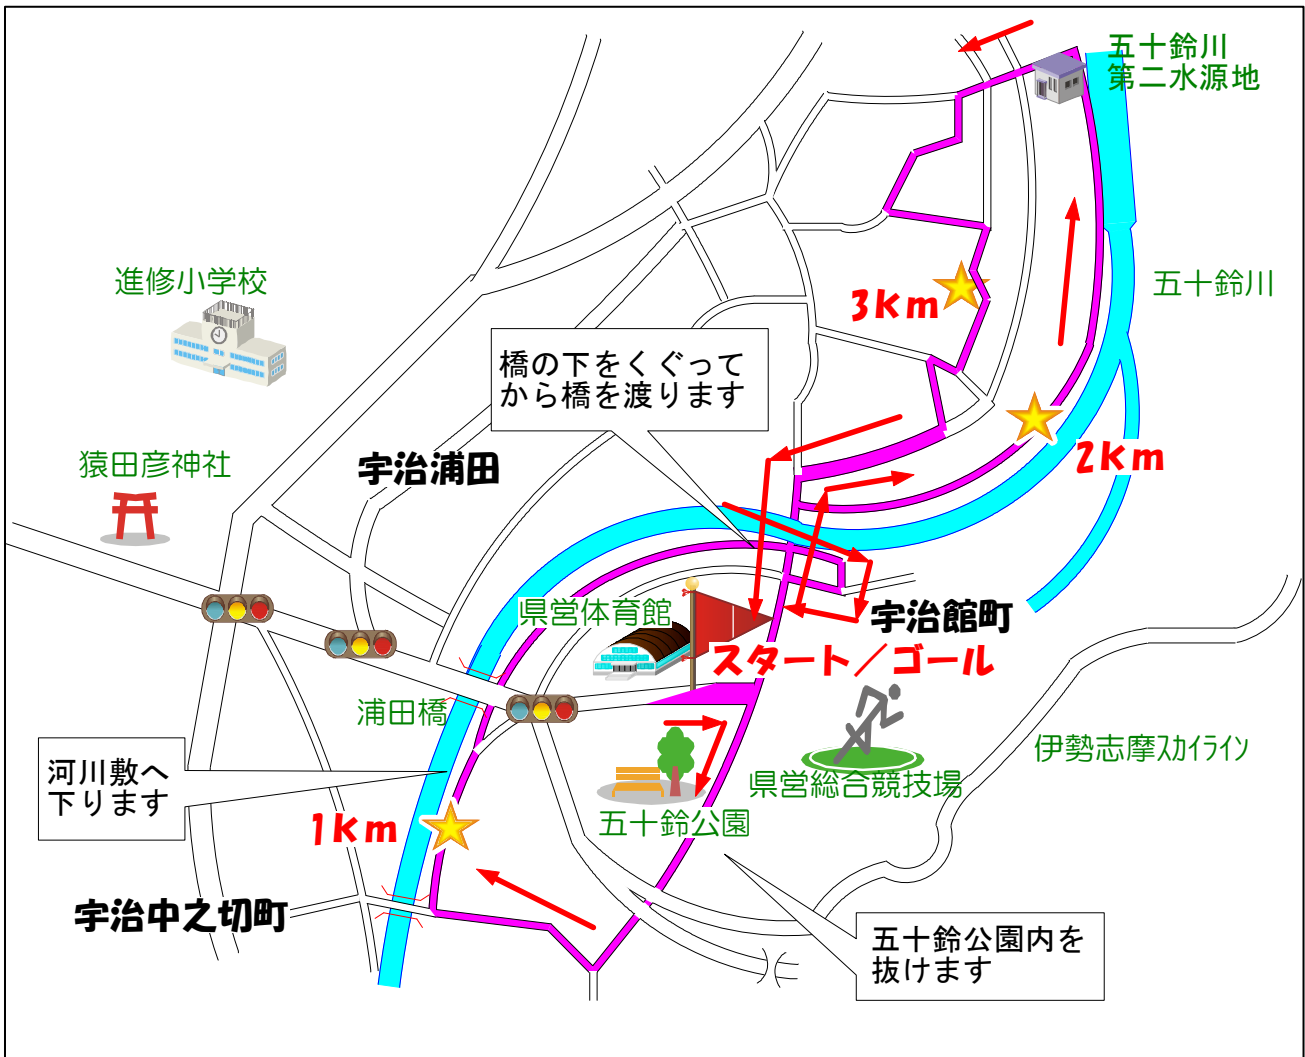 五十鈴川
第二水源地
進修小学校
五十鈴川
3km
橋の下をくぐって
から橋を渡ります
猿田彦神社
宇治浦田
2km
県営体育館
宇治館町
スタート／ゴール
浦田橋
伊勢志摩ｽｶｲﾗｲﾝ
河川敷へ
下ります
県営総合競技場
1km
五十鈴公園
宇治中之切町
五十鈴公園内を
抜けます